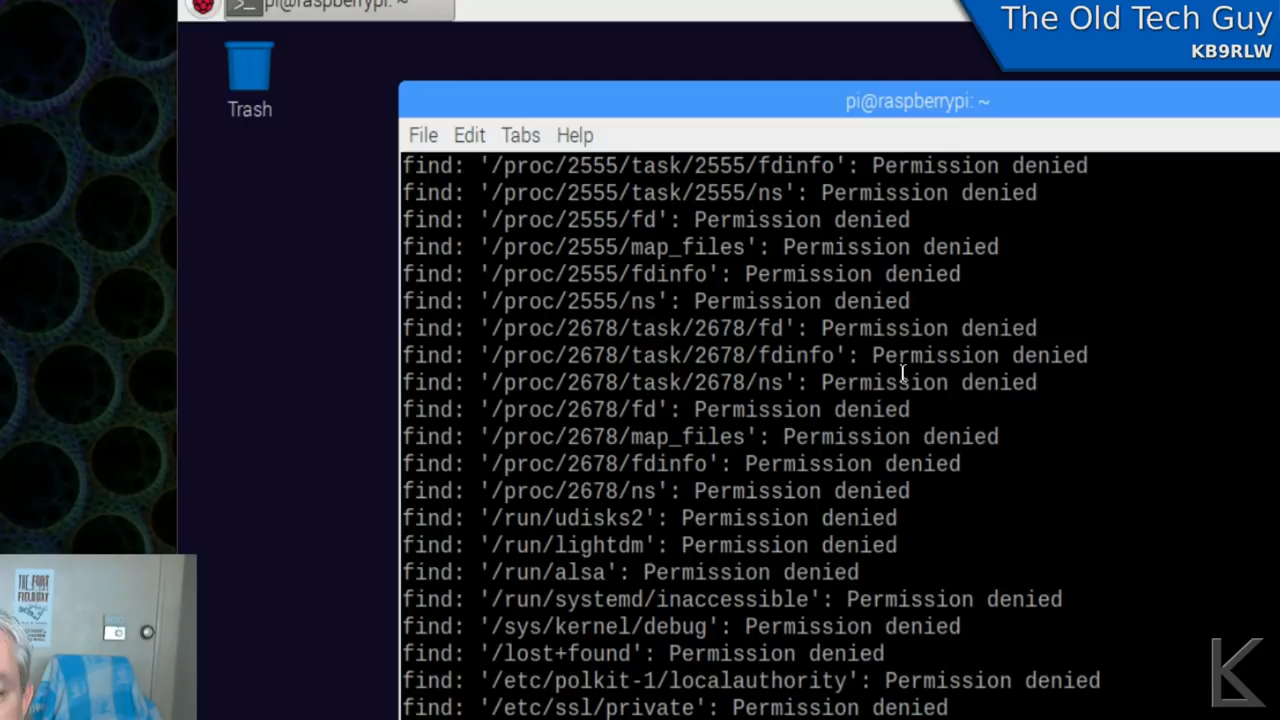 pi@raspberrypi: ~
The Old Tech Guy
KB9RLW
Trash
pi@raspberrypi: ~
File Edit Tabs Help
find: '/proc/2555/task/2555/fdinfo': Permission denied
find: '/proc/2555/task/2555/ns': Permission denied
find: '/proc/2555/fd': Permission denied
find: '/proc/2555/map_files': Permission denied
find: '/proc/2555/fdinfo': Permission denied
find: '/proc/2555/ns': Permission denied
find: '/proc/2678/task/2678/fd': Permission denied
find: '/proc/2678/task/2678/fdinfo': Permission denied
find: '/proc/2678/task/2678/ns': Permission denied
find: '/proc/2678/fd': Permission denied
find: '/proc/2678/map_files': Permission denied
find: '/proc/2678/fdinfo': Permission denied
find: '/proc/2678/ns': Permission denied
find: '/run/udisks2': Permission denied
find: '/run/lightdm': Permission denied
find: '/run/alsa': Permission denied
find: '/run/systemd/inaccessible': Permission denied
find: '/sys/kernel/debug': Permission denied
find: '/lost+found': Permission denied
find: '/etc/polkit-1/localauthority': Permission denied
find: '/etc/ssl/private': Permission denied
THE
K